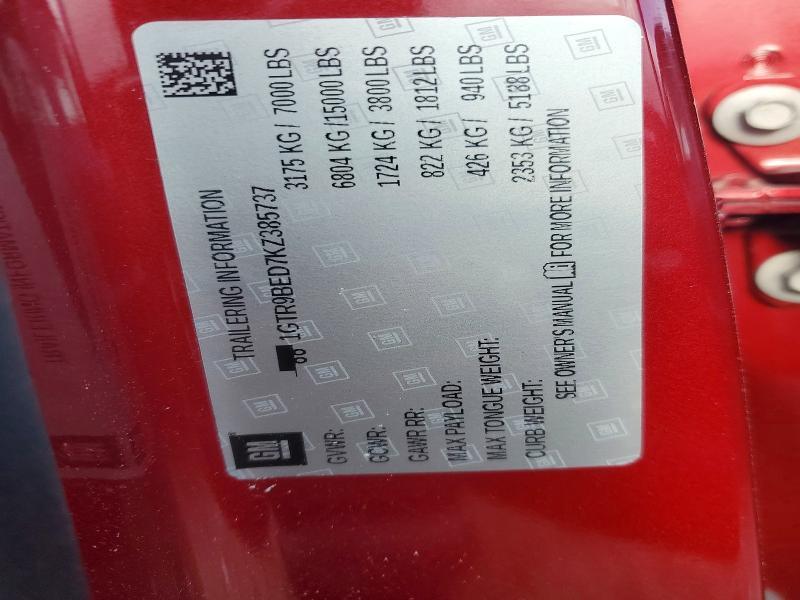 GM
TRAILERING INFORMATION
1GTR9BED7KZ385737
GVWR: 3175 KG / 7000 LBS
GCWR: 6804 KG / 15000 LBS
GAWR RR: 1724 KG / 3800 LBS
MAX PAYLOAD: 822 KG / 1812 LBS
MAX TONGUE WEIGHT: 426 KG / 940 LBS
CURB WEIGHT: 2353 KG / 5188 LBS
SEE OWNER'S MANUAL FOR MORE INFORMATION